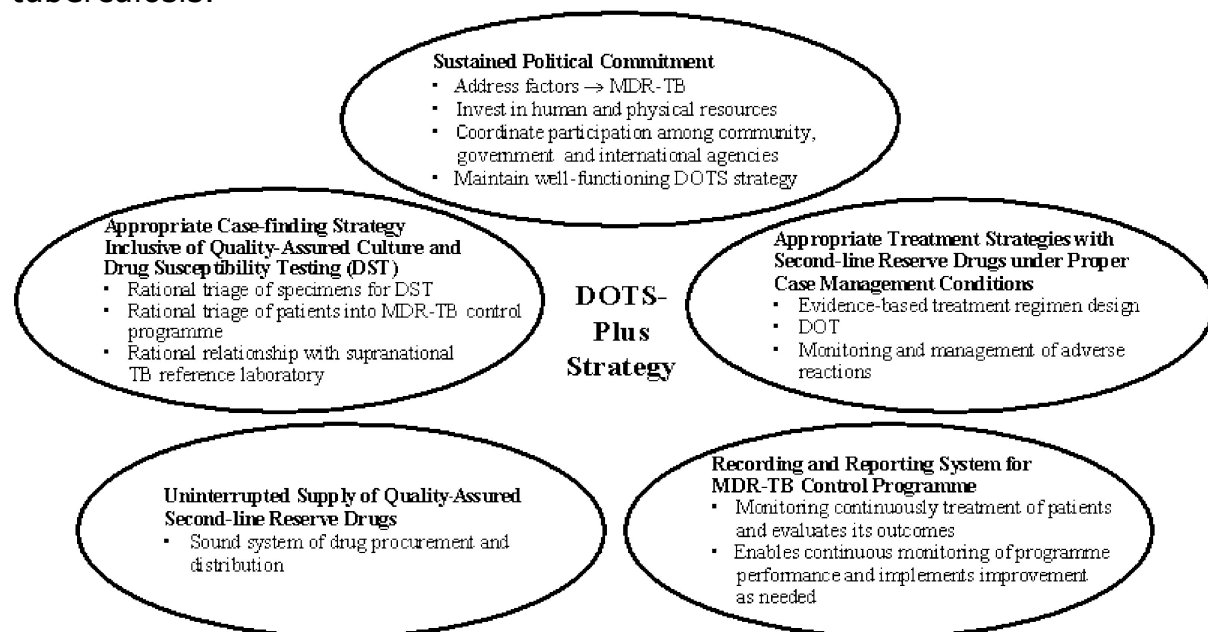 tuberculosis.
Sustained Political Commitment
▪ Address factors → MDR-TB
▪ Invest in human and physical resources
▪ Coordinate participation among community,
government and international agencies
▪ Maintain well-functioning DOTS strategy
Appropriate Case-finding Strategy
Inclusive of Quality-Assured Culture and
Drug Susceptibility Testing (DST)
• Rational triage of specimens for DST
• Rational triage of patients into MDR-TB control
programme
• Rational relationship with supranational
TB reference laboratory
DOTS-
Plus
Strategy
Appropriate Treatment Strategies with
Second-line Reserve Drugs under Proper
Case Management Conditions
• Evidence-based treatment regimen design
• DOT
• Monitoring and management of adverse
reactions
Uninterrupted Supply of Quality-Assured
Second-line Reserve Drugs
• Sound system of drug procurement and
distribution
Recording and Reporting System for
MDR-TB Control Programme
• Monitoring continuously treatment of patients
and evaluates its outcomes
• Enables continuous monitoring of programme
performance and implements improvement
as needed